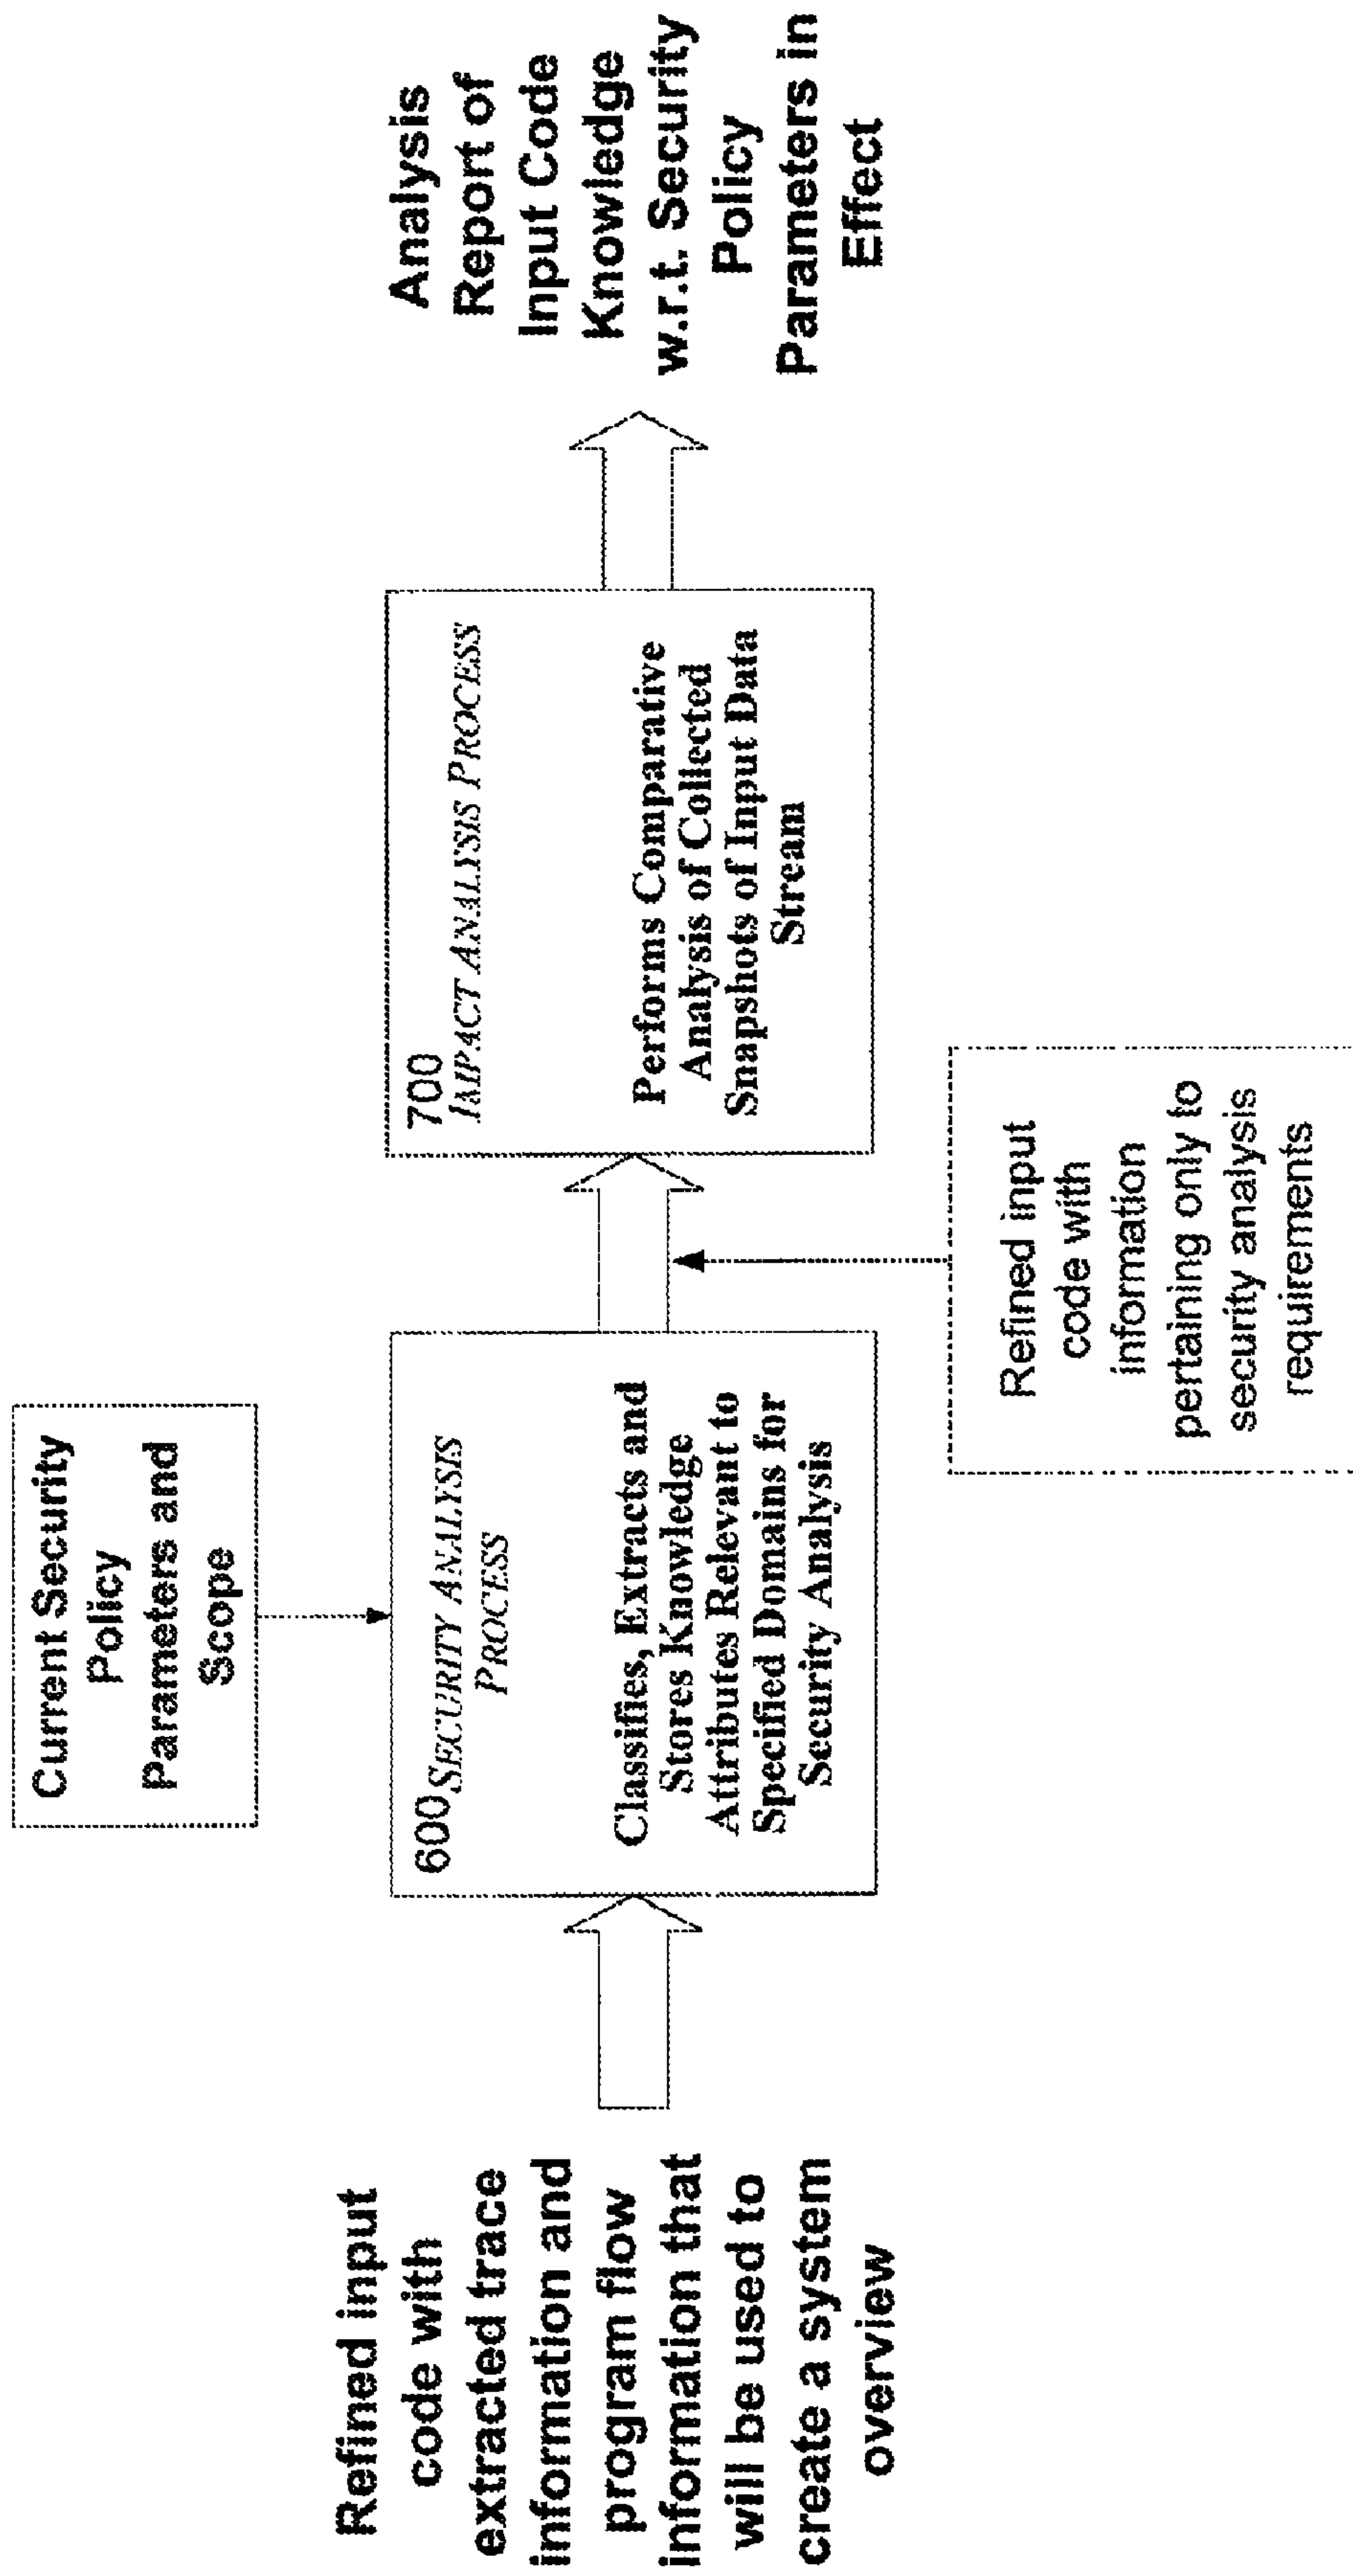 Refined input
code with
extracted trace
information and
program flow
information that
will be used to
create a system
overview
Current Security
Policy
Parameters and
Scope
600 SECURITY ANALYSIS
PROCESS
Classifies, Extracts and
Stores Knowledge
Attributes Relevant to
Specified Domains for
Security Analysis
Refined input
code with
information
pertaining only to
security analysis
requirements
700
IMPACT ANALYSIS PROCESS
Performs Comparative
Analysis of Collected
Snapshots of Input Data
Stream
Analysis
Report of
Input Code
Knowledge
w.r.t. Security
Policy
Parameters in
Effect